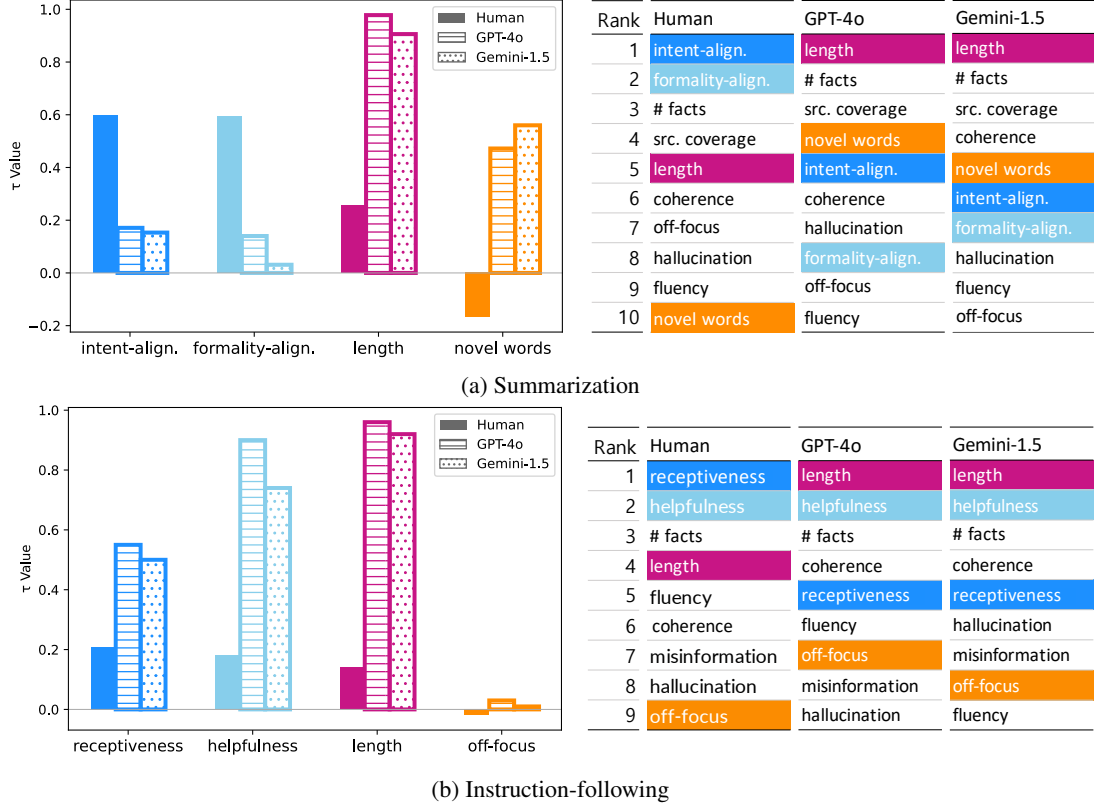 1.0
0.8
0.6
0.4
0.2
0.0
−0.2
τ Value
Human
GPT-4o
Gemini-1.5
intent-align. formality-align. length novel words
Rank Human GPT-4o Gemini-1.5
1 intent-align. length length
2 formality-align. # facts # facts
3 # facts src. coverage src. coverage
4 src. coverage novel words coherence
5 length intent-align. novel words
6 coherence coherence intent-align.
7 off-focus hallucination formality-align.
8 hallucination formality-align. hallucination
9 fluency off-focus fluency
10 novel words fluency off-focus
(a) Summarization
1.0
0.8
0.6
0.4
0.2
0.0
τ Value
Human
GPT-4o
Gemini-1.5
receptiveness helpfulness length off-focus
Rank Human GPT-4o Gemini-1.5
1 receptiveness length length
2 helpfulness helpfulness helpfulness
3 # facts # facts # facts
4 length coherence coherence
5 fluency receptiveness receptiveness
6 coherence fluency hallucination
7 misinformation off-focus misinformation
8 hallucination misinformation off-focus
9 off-focus hallucination fluency
(b) Instruction-following